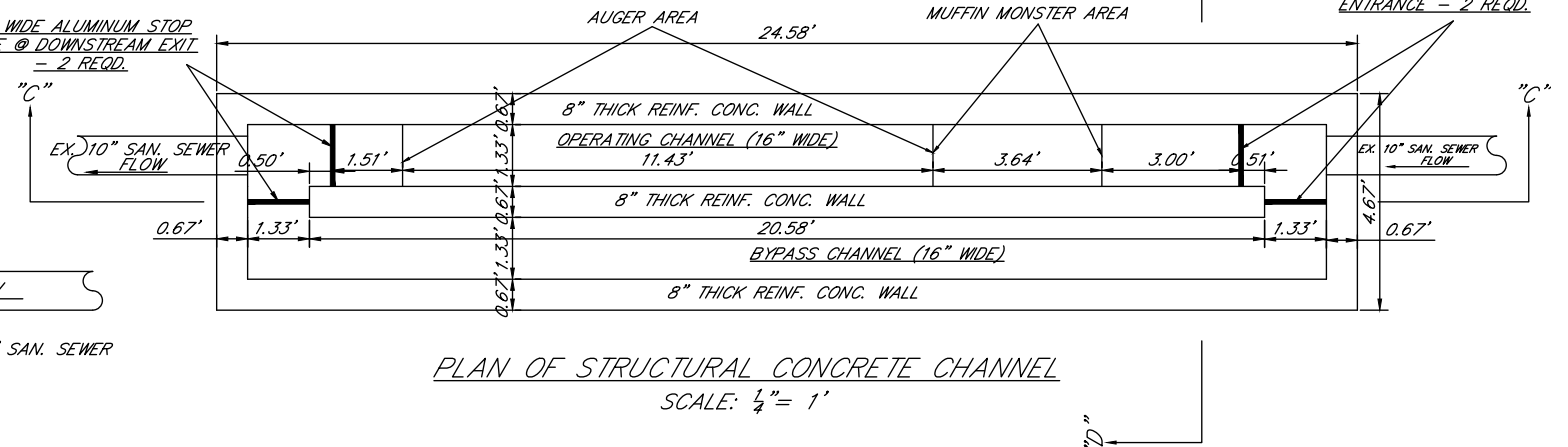 WIDE ALUMINUM STOP
@ DOWNSTREAM EXIT
- 2 REQD.
AUGER AREA
MUFFIN MONSTER AREA
ENTRANCE - 2 REQD.
24.58'
"C"
"C"
0.67'
8" THICK REINF. CONC. WALL
OPERATING CHANNEL (16" WIDE)
EX. 10" SAN. SEWER
FLOW
0.50'
1.51'
1.33'
11.43'
3.64'
3.00'
0.51'
EX. 10" SAN. SEWER
FLOW
0.67'
8" THICK REINF. CONC. WALL
4.67'
0.67'
1.33'
20.58'
1.33'
0.67'
1.33'
BYPASS CHANNEL (16" WIDE)
0.67'
8" THICK REINF. CONC. WALL
SAN. SEWER
PLAN OF STRUCTURAL CONCRETE CHANNEL
SCALE: 1/4"= 1'
"D"